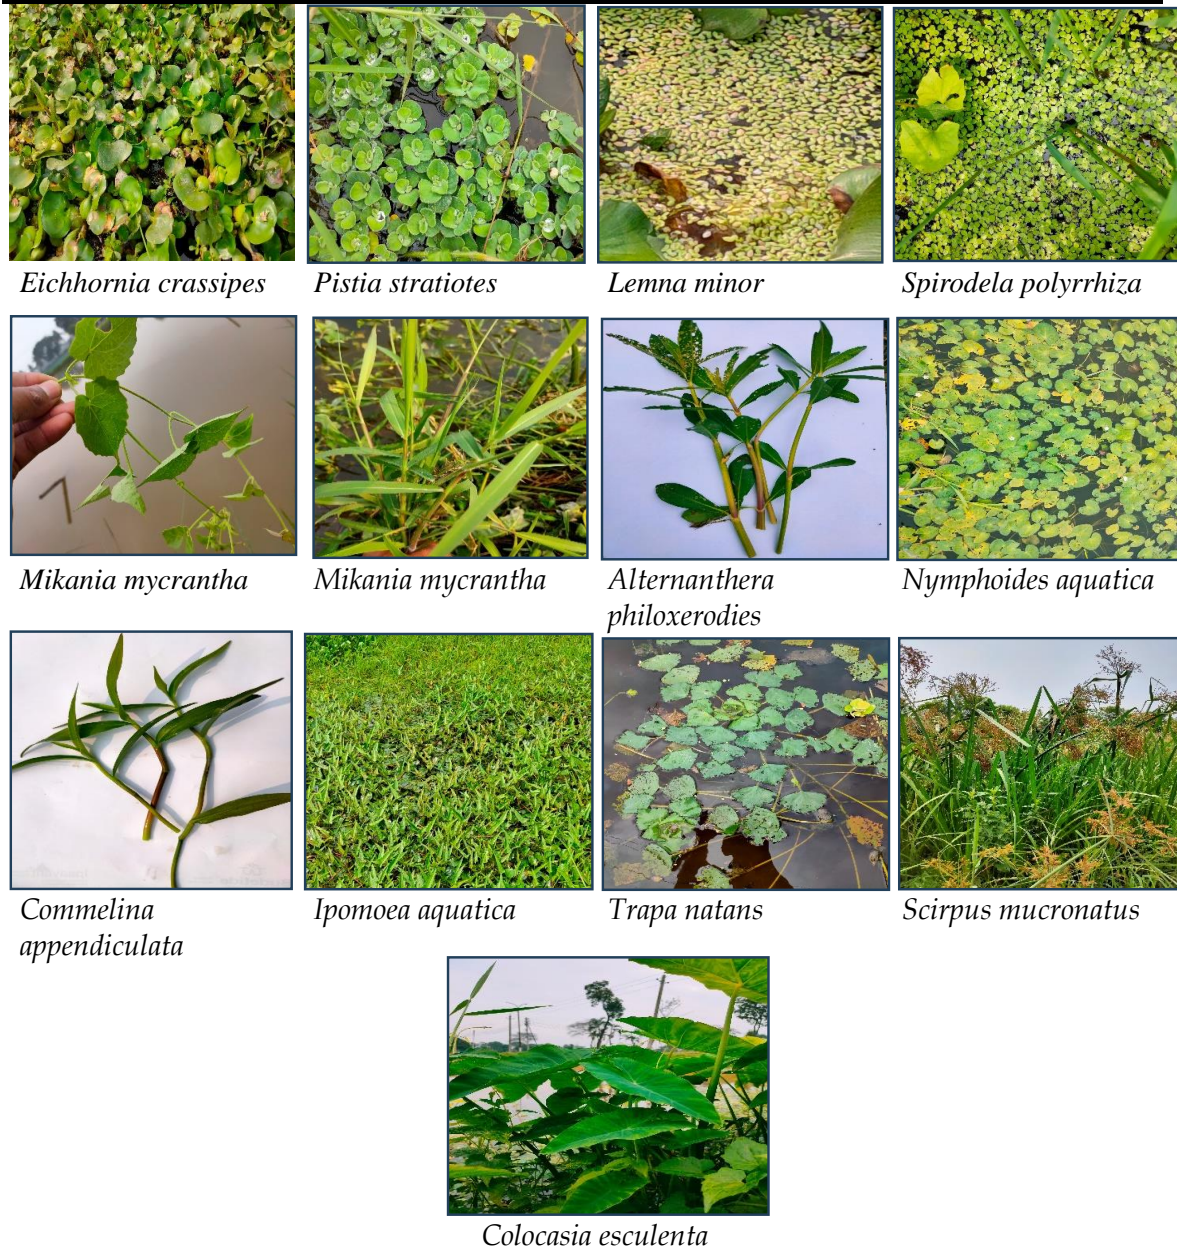 Eichhornia crassipes
Pistia stratiotes
Lemna minor
Spirodela polyrrhiza
Mikania mycrantha
Mikania mycrantha
Alternanthera
philoxerodies
Nymphoides aquatica
Commelina
appendiculata
Ipomoea aquatica
Trapa natans
Scirpus mucronatus
Colocasia esculenta